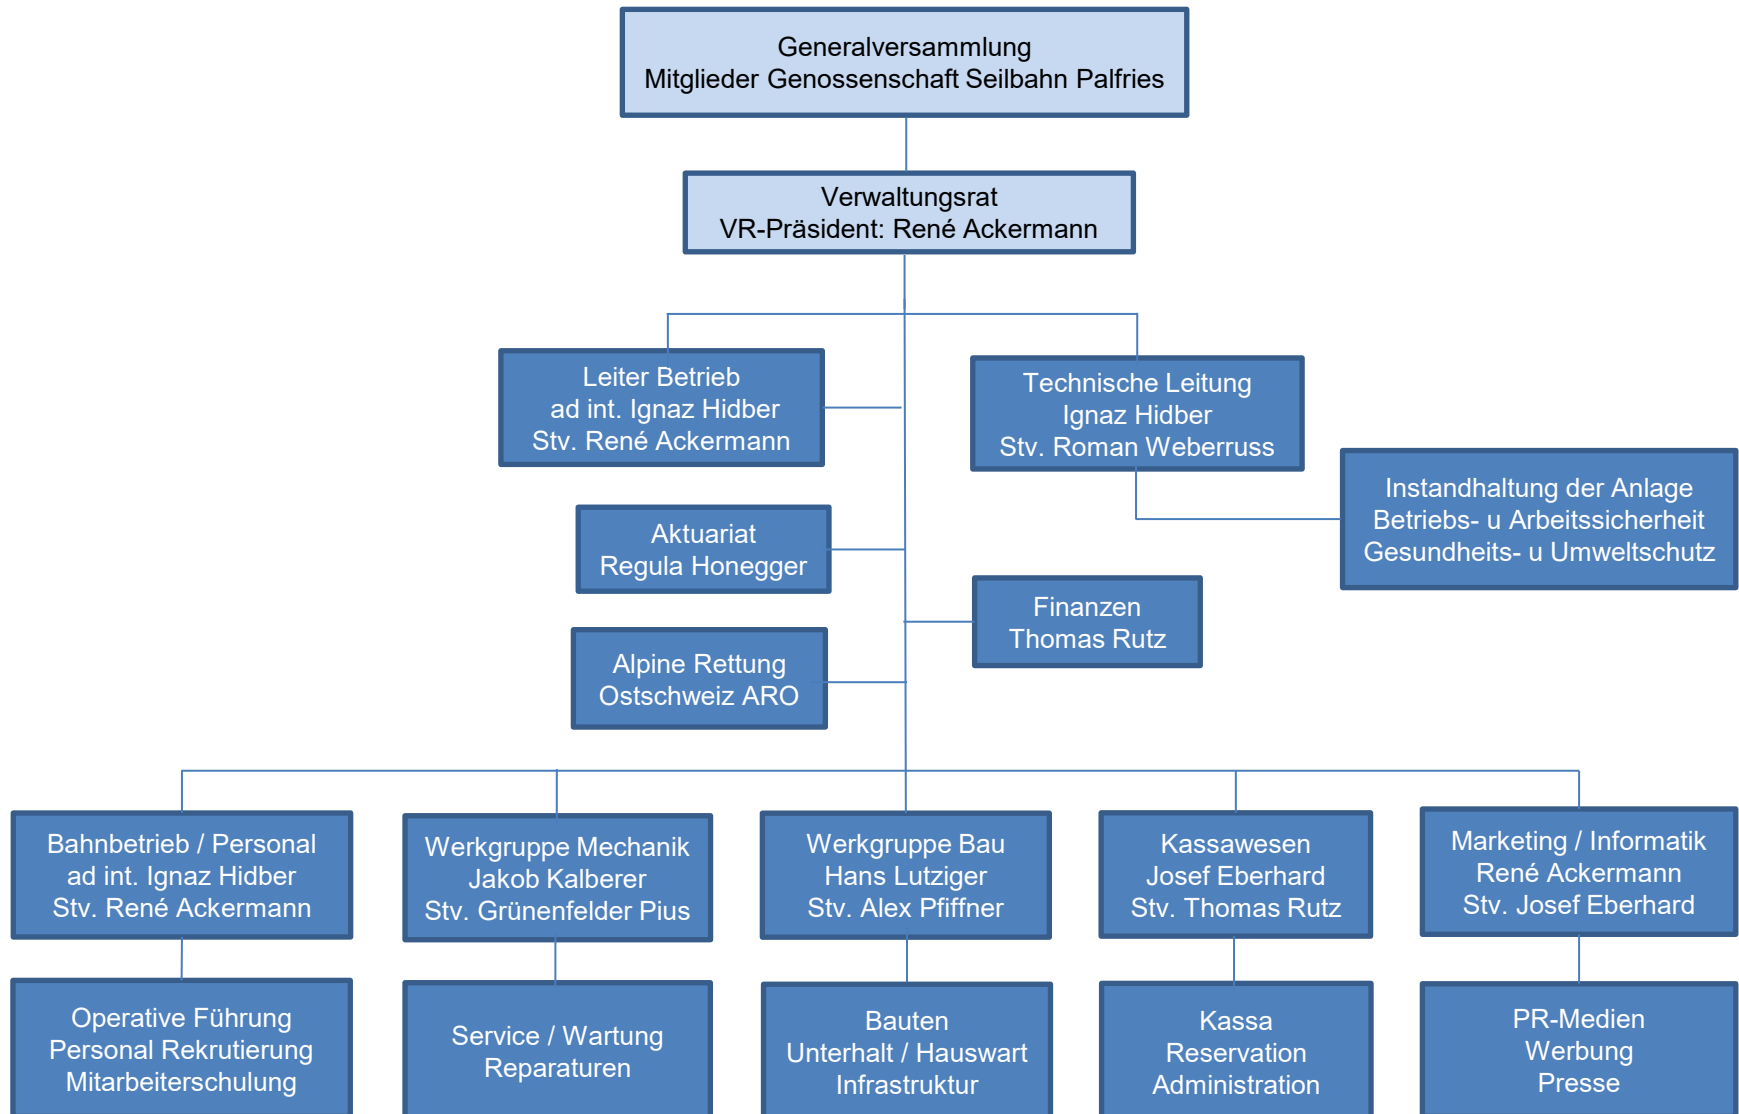 Generalversammlung
Mitglieder Genossenschaft Seilbahn Palfries
Verwaltungsrat
VR-Präsident: René Ackermann
Leiter Betrieb
ad int. Ignaz Hidber
Stv. René Ackermann
Technische Leitung
Ignaz Hidber
Stv. Roman Weberruss
Instandhaltung der Anlage
Betriebs- u Arbeitssicherheit
Gesundheits- u Umweltschutz
Aktuariat
Regula Honegger
Finanzen
Thomas Rutz
Alpine Rettung
Ostschweiz ARO
Bahnbetrieb / Personal
ad int. Ignaz Hidber
Stv. René Ackermann
Werkgruppe Mechanik
Jakob Kalberer
Stv. Grünenfelder Pius
Werkgruppe Bau
Hans Lutziger
Stv. Alex Pfiffner
Kassawesen
Josef Eberhard
Stv. Thomas Rutz
Marketing / Informatik
René Ackermann
Stv. Josef Eberhard
Operative Führung
Personal Rekrutierung
Mitarbeiterschulung
Service / Wartung
Reparaturen
Bauten
Unterhalt / Hauswart
Infrastruktur
Kassa
Reservation
Administration
PR-Medien
Werbung
Presse